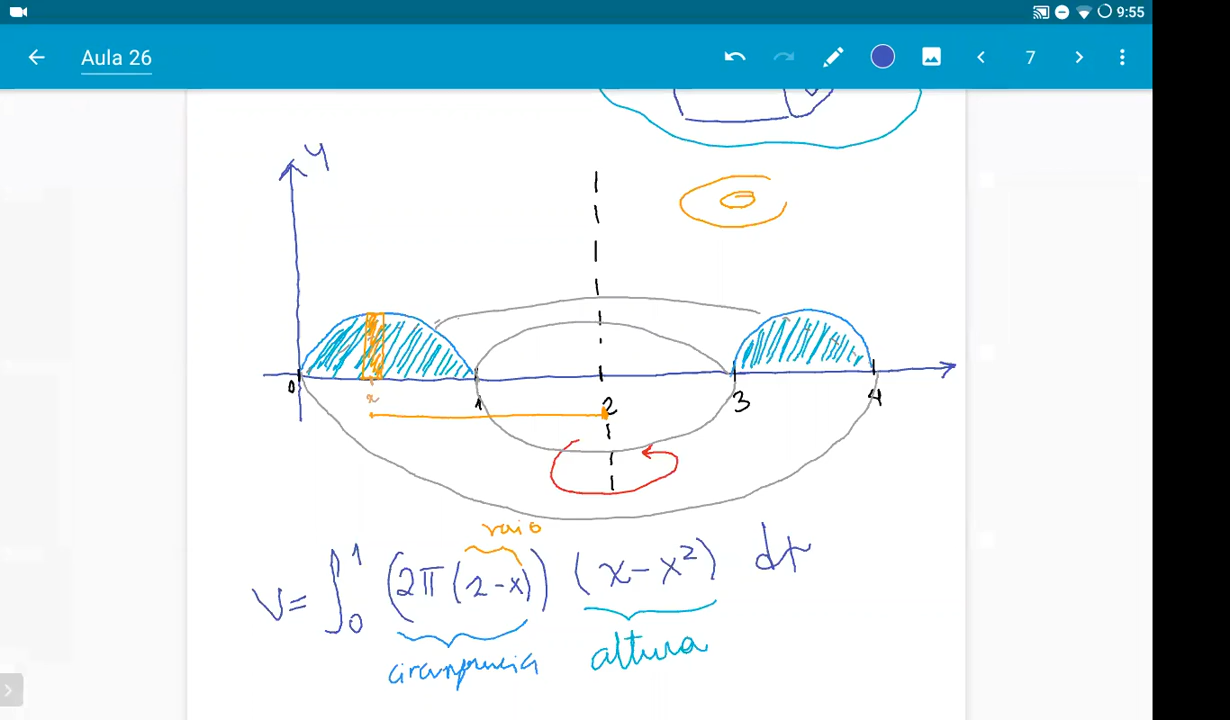 9:55
Aula 26
7
y
0
x
1
2
3
4
raio
V = ∫₀¹ (2π(2-x)) (x-x²) dx
circunferência
altura